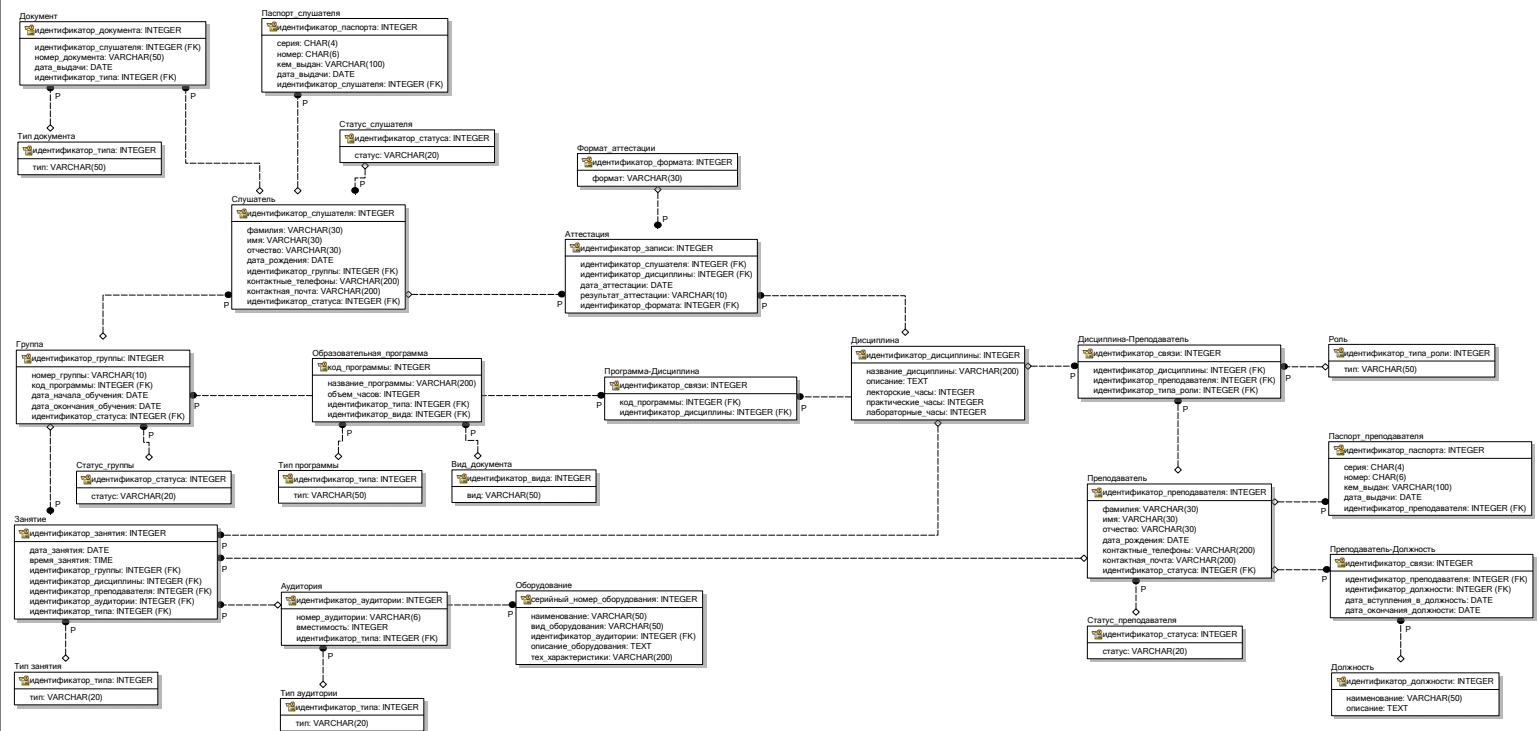 Документ
идентификатор_документа: INTEGER
идентификатор_слушателя: INTEGER (FK)
номер_документа: VARCHAR(50)
дата_выдачи: DATE
идентификатор_типа: INTEGER (FK)
P
P
Паспорт_слушателя
идентификатор_паспорта: INTEGER
серия: CHAR(4)
номер: CHAR(6)
кем_выдан: VARCHAR(100)
дата_выдачи: DATE
идентификатор_слушателя: INTEGER (FK)
P
Тип документа
идентификатор_типа: INTEGER
тип: VARCHAR(50)
Статус_слушателя
идентификатор_статуса: INTEGER
статус: VARCHAR(20)
P
Формат_аттестации
идентификатор_формата: INTEGER
формат: VARCHAR(30)
P
Слушатель
идентификатор_слушателя: INTEGER
фамилия: VARCHAR(30)
имя: VARCHAR(30)
отчество: VARCHAR(30)
дата_рождения: DATE
идентификатор_группы: INTEGER (FK)
контактные_телефоны: VARCHAR(200)
контактная_почта: VARCHAR(200)
идентификатор_статуса: INTEGER (FK)
P
Аттестация
идентификатор_записи: INTEGER
идентификатор_слушателя: INTEGER (FK)
идентификатор_дисциплины: INTEGER (FK)
дата_аттестации: DATE
результат_аттестации: VARCHAR(10)
идентификатор_формата: INTEGER (FK)
P
P
Группа
идентификатор_группы: INTEGER
номер_группы: VARCHAR(10)
код_программы: INTEGER (FK)
дата_начала_обучения: DATE
дата_окончания_обучения: DATE
идентификатор_статуса: INTEGER (FK)
P
P
P
Образовательная_программа
код_программы: INTEGER
название_программы: VARCHAR(200)
объем_часов: INTEGER
идентификатор_типа: INTEGER (FK)
идентификатор_вида: INTEGER (FK)
P
P
Программа-Дисциплина
идентификатор_связи: INTEGER
код_программы: INTEGER (FK)
идентификатор_дисциплины: INTEGER (FK)
P
P
Дисциплина
идентификатор_дисциплины: INTEGER
название_дисциплины: VARCHAR(200)
описание: TEXT
лекторские_часы: INTEGER
практические_часы: INTEGER
лабораторные_часы: INTEGER
Дисциплина-Преподаватель
идентификатор_связи: INTEGER
идентификатор_дисциплины: INTEGER (FK)
идентификатор_преподавателя: INTEGER (FK)
идентификатор_типа_роли: INTEGER (FK)
P
P
P
Роль
идентификатор_типа_роли: INTEGER
тип: VARCHAR(50)
Статус_группы
идентификатор_статуса: INTEGER
статус: VARCHAR(20)
Тип программы
идентификатор_типа: INTEGER
тип: VARCHAR(50)
Вид_документа
идентификатор_вида: INTEGER
вид: VARCHAR(50)
Паспорт_преподавателя
идентификатор_паспорта: INTEGER
серия: CHAR(4)
номер: CHAR(6)
кем_выдан: VARCHAR(100)
дата_выдачи: DATE
идентификатор_преподавателя: INTEGER (FK)
P
Преподаватель
идентификатор_преподавателя: INTEGER
фамилия: VARCHAR(30)
имя: VARCHAR(30)
отчество: VARCHAR(30)
дата_рождения: DATE
контактные_телефоны: VARCHAR(200)
контактная_почта: VARCHAR(200)
идентификатор_статуса: INTEGER (FK)
P
Занятие
идентификатор_занятия: INTEGER
дата_занятия: DATE
время_занятия: TIME
идентификатор_группы: INTEGER (FK)
идентификатор_дисциплины: INTEGER (FK)
идентификатор_преподавателя: INTEGER (FK)
идентификатор_аудитории: INTEGER (FK)
идентификатор_типа: INTEGER (FK)
P
P
P
P
Аудитория
идентификатор_аудитории: INTEGER
номер_аудитории: VARCHAR(6)
вместимость: INTEGER
идентификатор_типа: INTEGER (FK)
P
Оборудование
серийный_номер_оборудования: INTEGER
наименование: VARCHAR(50)
вид_оборудования: VARCHAR(50)
идентификатор_аудитории: INTEGER (FK)
описание_оборудования: TEXT
тех_характеристики: VARCHAR(200)
P
Преподаватель-Должность
идентификатор_связи: INTEGER
идентификатор_преподавателя: INTEGER (FK)
идентификатор_должности: INTEGER (FK)
дата_вступления_в_должность: DATE
дата_окончания_должности: DATE
P
P
Статус_преподавателя
идентификатор_статуса: INTEGER
статус: VARCHAR(20)
Тип занятия
идентификатор_типа: INTEGER
тип: VARCHAR(20)
Тип аудитории
идентификатор_типа: INTEGER
тип: VARCHAR(20)
Должность
идентификатор_должности: INTEGER
наименование: VARCHAR(50)
описание: TEXT